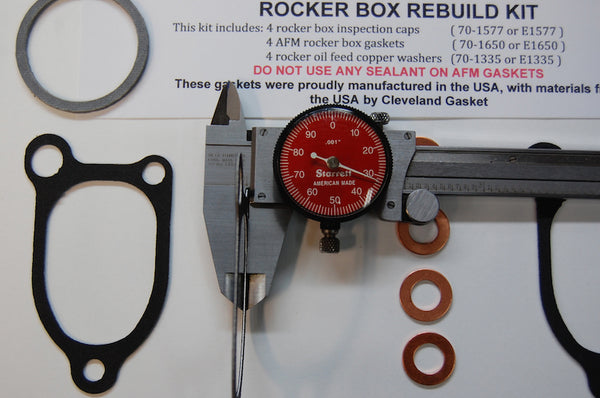 ROCKER BOX REBUILD KIT
This kit includes: 4 rocker box inspection caps ( 70-1577 or E1577 )
4 AFM rocker box gaskets ( 70-1650 or E1650 )
4 rocker oil feed copper washers ( 70-1335 or E1335 )
DO NOT USE ANY SEALANT ON AFM GASKETS
These gaskets were proudly manufactured in the USA, with materials f
the USA by Cleveland Gasket
0
90 10
80 20
70 30
60 40
50
.001"
Starrett
AMERICAN MADE